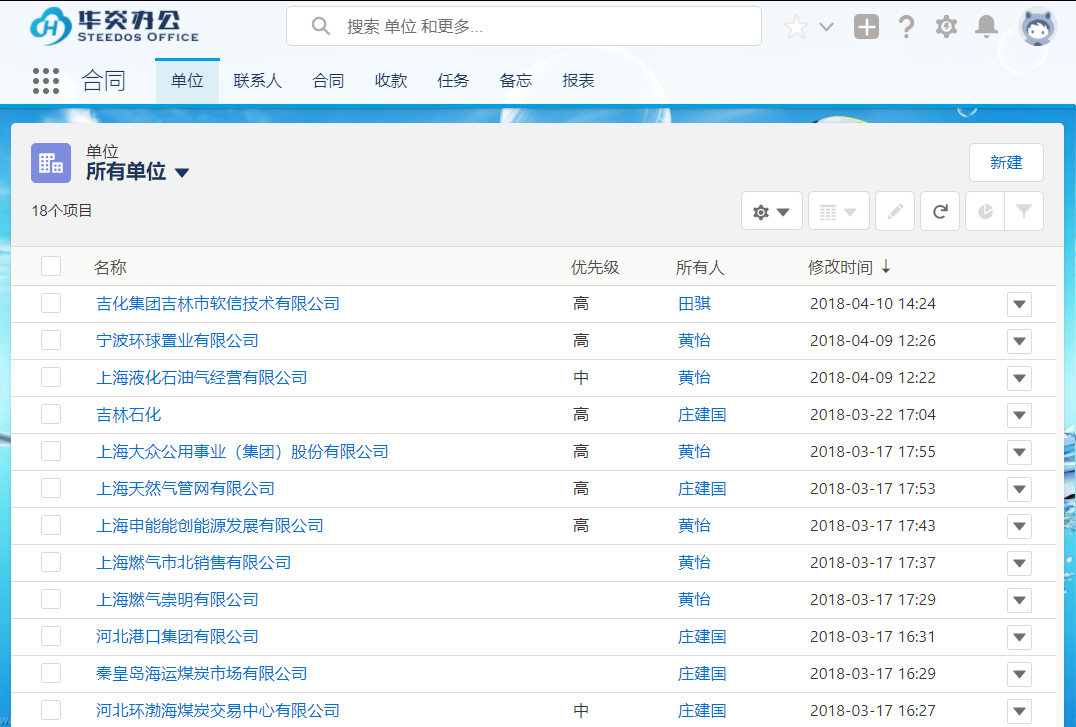 华炎办公
STEEDOS OFFICE
搜索 单位 和更多...
合同 单位 联系人 合同 收款 任务 备忘 报表
单位
所有单位
新建
18个项目
名称 优先级 所有人 修改时间 ↓
吉化集团吉林市软信技术有限公司 高 田骐 2018-04-10 14:24
宁波环球置业有限公司 高 黄怡 2018-04-09 12:26
上海液化石油气经营有限公司 中 黄怡 2018-04-09 12:22
吉林石化 高 庄建国 2018-03-22 17:04
上海大众公用事业（集团）股份有限公司 高 黄怡 2018-03-17 17:55
上海天然气管网有限公司 高 庄建国 2018-03-17 17:53
上海申能能创能源发展有限公司 高 黄怡 2018-03-17 17:43
上海燃气市北销售有限公司 黄怡 2018-03-17 17:37
上海燃气崇明有限公司 黄怡 2018-03-17 17:29
河北港口集团有限公司 庄建国 2018-03-17 16:31
秦皇岛海运煤炭市场有限公司 庄建国 2018-03-17 16:29
河北环渤海煤炭交易中心有限公司 中 庄建国 2018-03-17 16:27